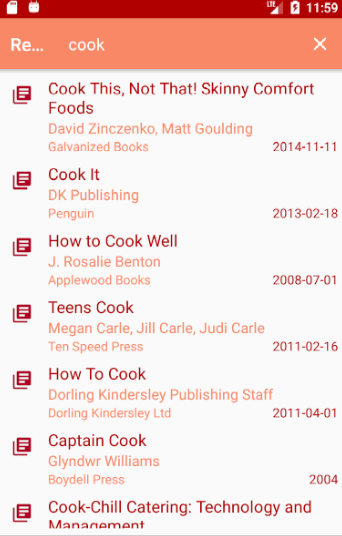 LTE 11:59
Re... cook
Cook This, Not That! Skinny Comfort
Foods
David Zinczenko, Matt Goulding
Galvanized Books 2014-11-11
Cook It
DK Publishing
Penguin 2013-02-18
How to Cook Well
J. Rosalie Benton
Applewood Books 2008-07-01
Teens Cook
Megan Carle, Jill Carle, Judi Carle
Ten Speed Press 2011-02-16
How To Cook
Dorling Kindersley Publishing Staff
Dorling Kindersley Ltd 2011-04-01
Captain Cook
Glyndwr Williams
Boydell Press 2004
Cook-Chill Catering: Technology and
Management